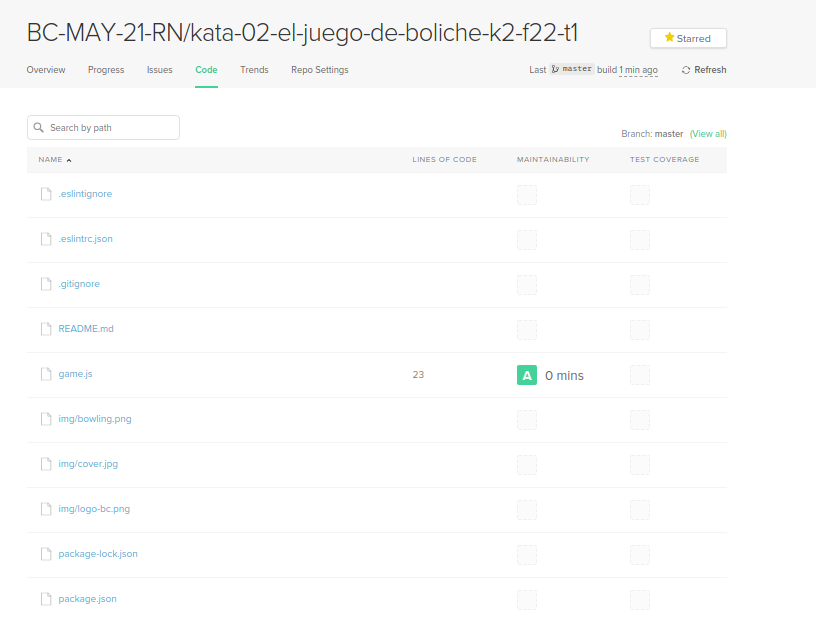 BC-MAY-21-RN/kata-02-el-juego-de-boliche-k2-f22-t1
Starred
Overview Progress Issues Code Trends Repo Settings Last master build 1 min ago Refresh
Search by path
Branch: master (View all)
NAME LINES OF CODE MAINTAINABILITY TEST COVERAGE
.eslintignore
.eslintrc.json
.gitignore
README.md
game.js 23 A 0 mins
img/bowling.png
img/cover.jpg
img/logo-bc.png
package-lock.json
package.json